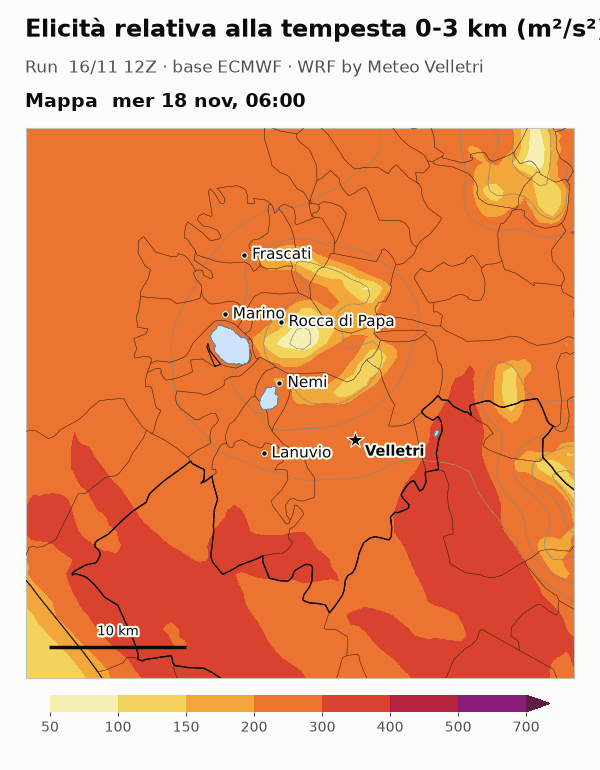 Elicità relativa alla tempesta 0-3 km (m²/s²)
Run  16/11 12Z · base ECMWF · WRF by Meteo Velletri
Mappa  mer 18 nov, 06:00
Frascati
Marino
Rocca di Papa
Nemi
Velletri
Lanuvio
10 km
50 100 150 200 300 400 500 700